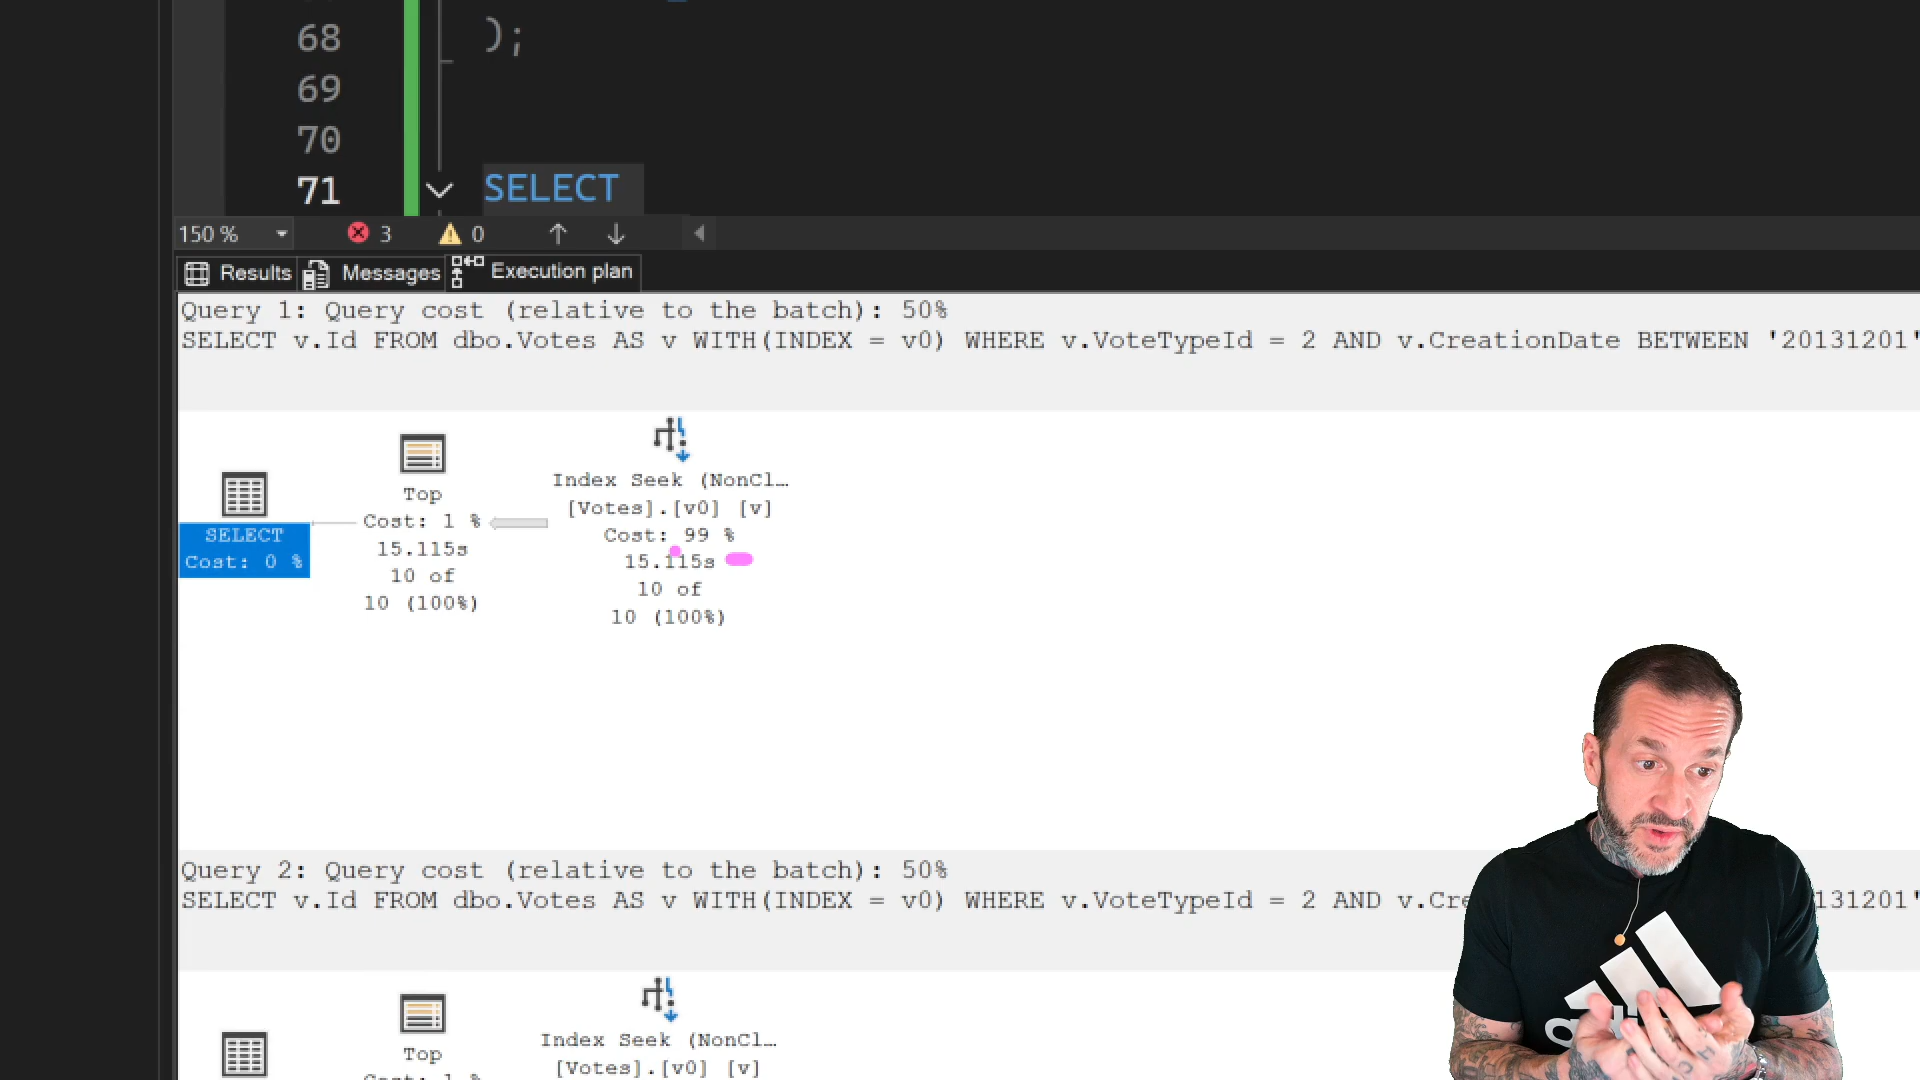 68 );
69
70
71 SELECT
150 % 3 0
Results Messages Execution plan
Query 1: Query cost (relative to the batch): 50%
SELECT v.Id FROM dbo.Votes AS v WITH(INDEX = v0) WHERE v.VoteTypeId = 2 AND v.CreationDate BETWEEN '20131201'
Index Seek (NonCl…
[Votes].[v0] [v]
Cost: 99 %
15.115s
10 of
10 (100%)
Top
Cost: 1 %
15.115s
10 of
10 (100%)
SELECT
Cost: 0 %
Query 2: Query cost (relative to the batch): 50%
SELECT v.Id FROM dbo.Votes AS v WITH(INDEX = v0) WHERE v.VoteTypeId = 2 AND v.Cre 131201'
Index Seek (NonCl…
[Votes].[v0] [v]
Top
Cost: 1 %